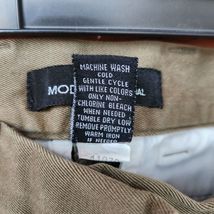 MACHINE WASH
COLD
GENTLE CYCLE
WITH LIKE COLORS
ONLY NON-
CHLORINE BLEACH
WHEN NEEDED
TUMBLE DRY LOW
REMOVE PROMPTLY
WARM IRON
IF NEEDED
MOD